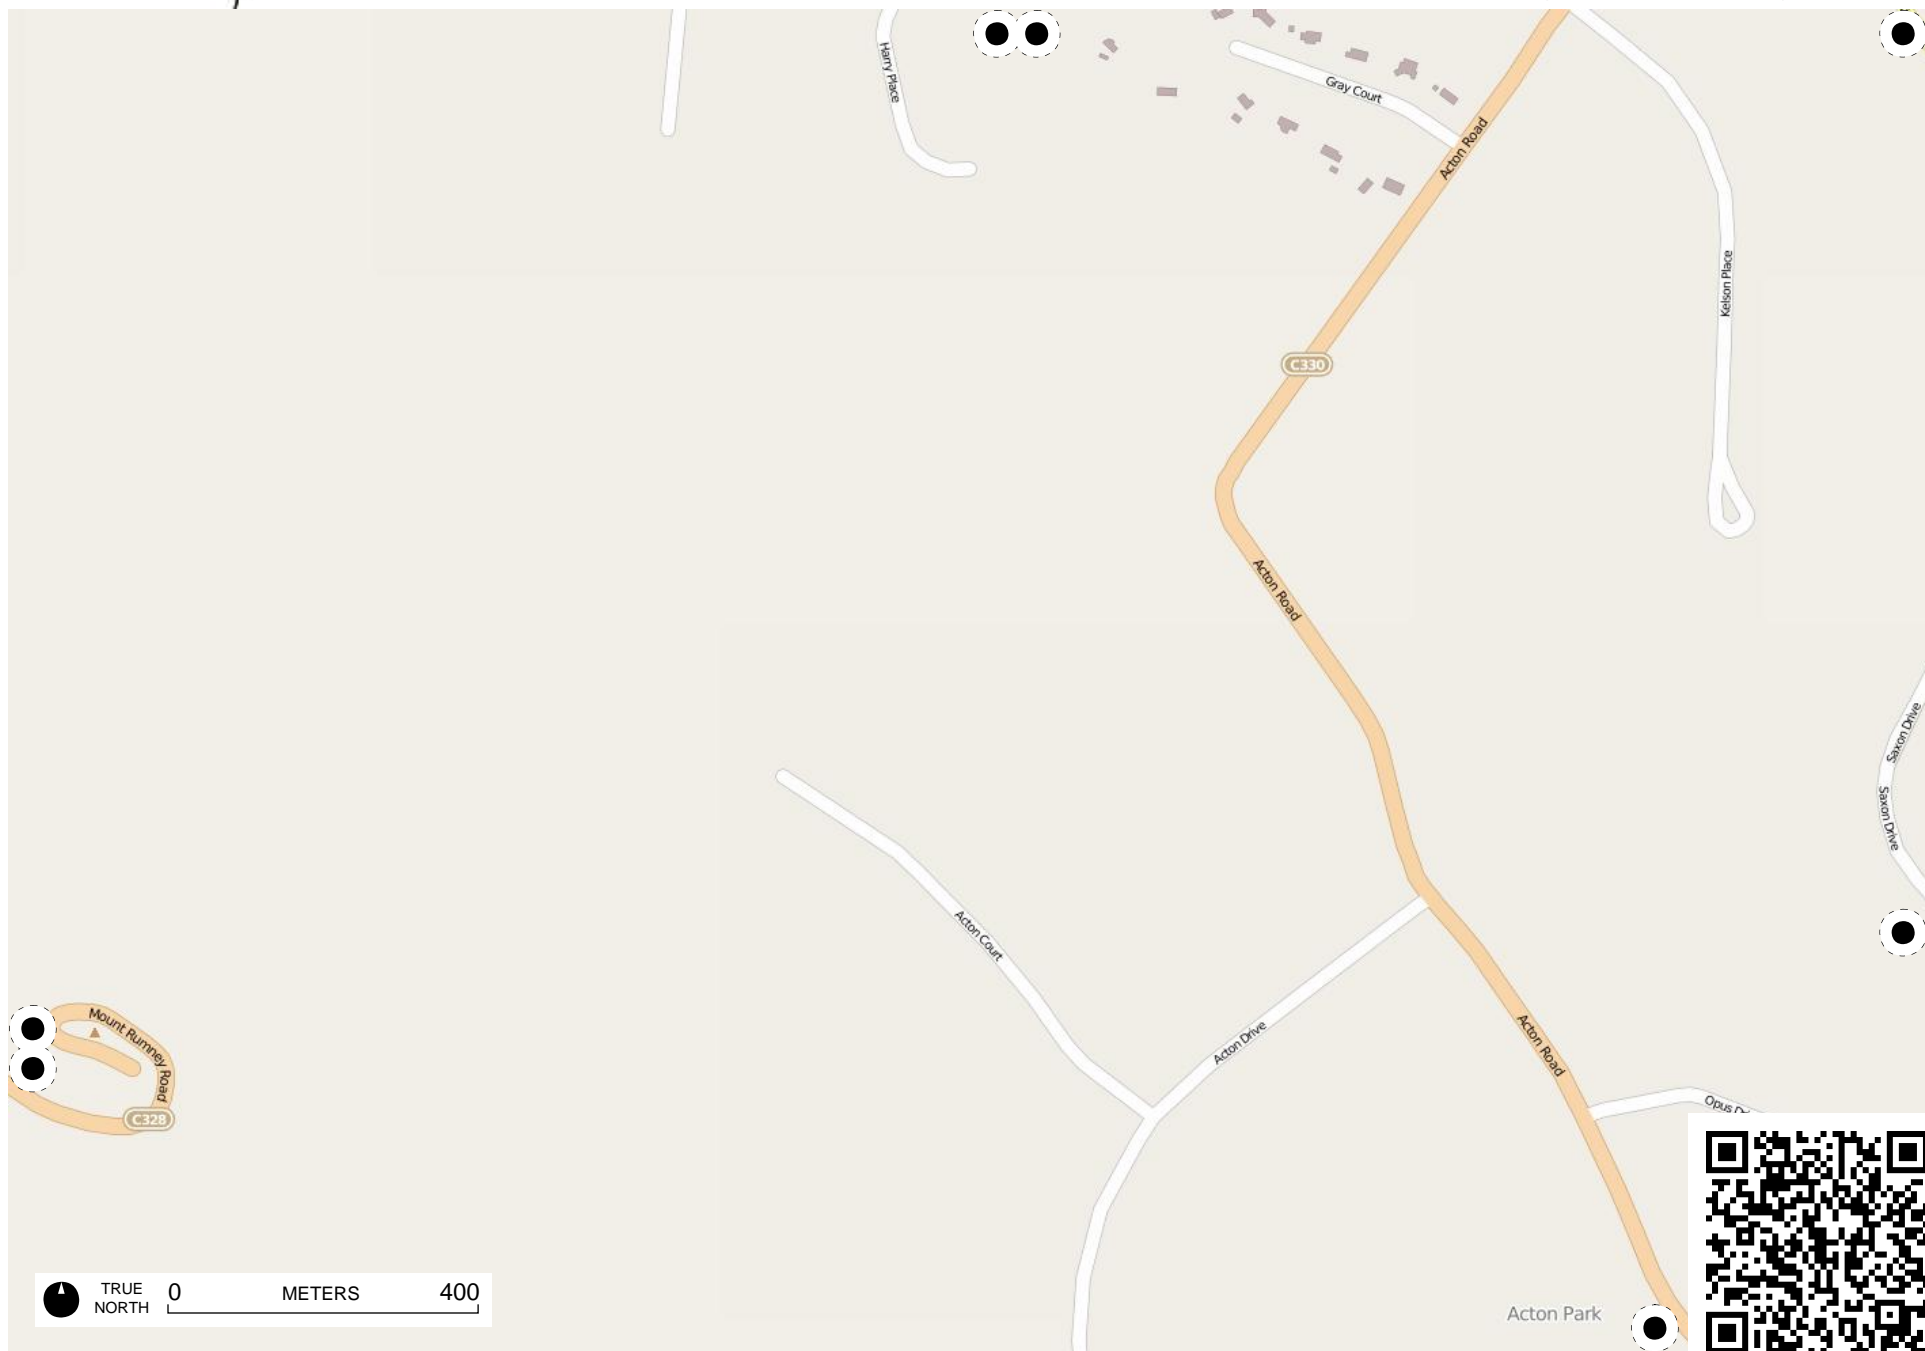 Harry Place
Gray Court
Acton Road
Kelson Place
C330
Acton Road
Saxon Drive
Saxon Drive
Acton Court
Mount Rumney Road
Acton Drive
Acton Road
Opus
C328
TRUE
NORTH
0 METERS 400
Acton Park